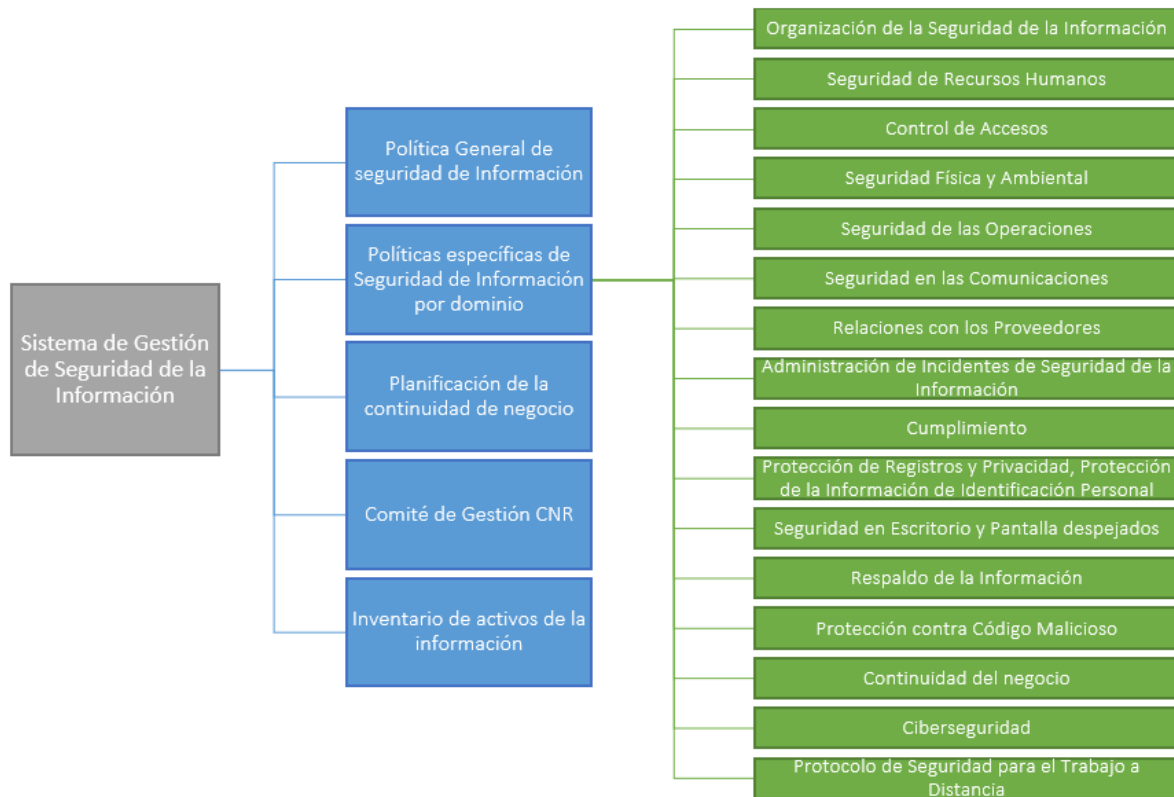 Sistema de Gestión
de Seguridad de la
Información
Política General de
seguridad de Información
Políticas específicas de
Seguridad de Información
por dominio
Planificación de la
continuidad de negocio
Comité de Gestión CNR
Inventario de activos de la
información
Organización de la Seguridad de la Información
Seguridad de Recursos Humanos
Control de Accesos
Seguridad Física y Ambiental
Seguridad de las Operaciones
Seguridad en las Comunicaciones
Relaciones con los Proveedores
Administración de Incidentes de Seguridad de la
Información
Cumplimiento
Protección de Registros y Privacidad, Protección
de la Información de Identificación Personal
Seguridad en Escritorio y Pantalla despejados
Respaldo de la Información
Protección contra Código Malicioso
Continuidad del negocio
Ciberseguridad
Protocolo de Seguridad para el Trabajo a
Distancia